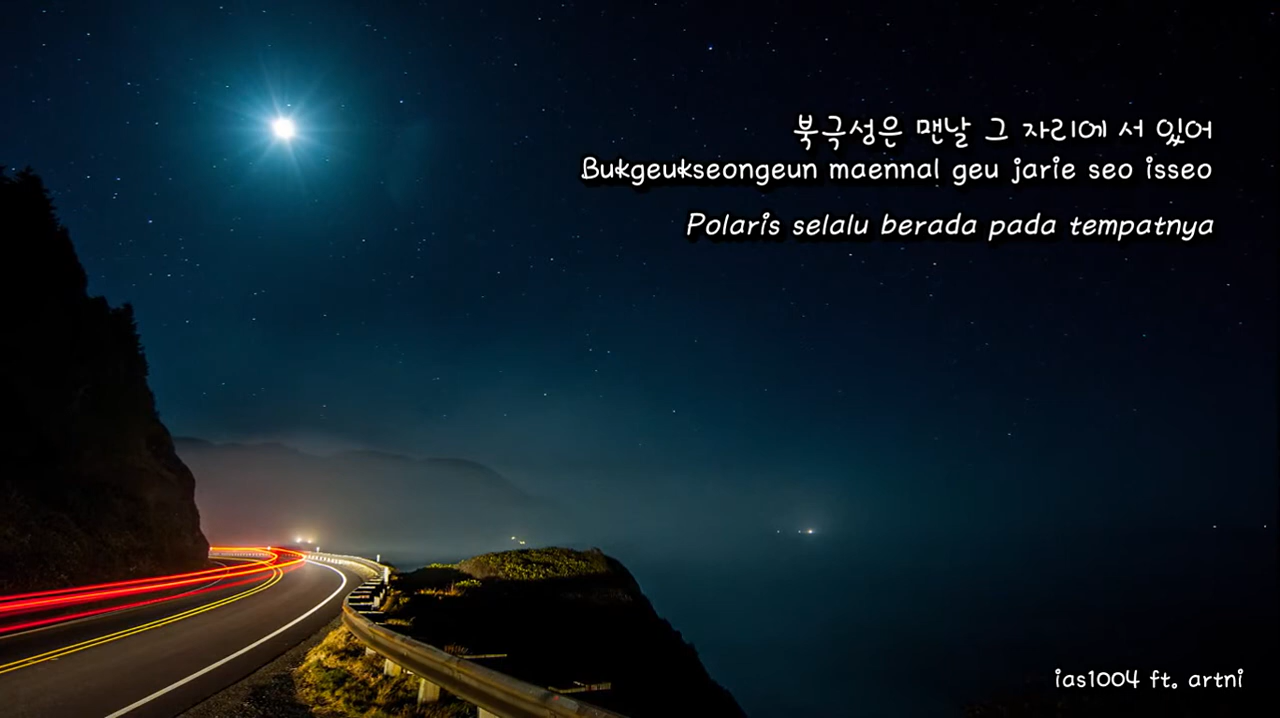 북극성은 맨날 그 자리에 서 있어
Bukgeukseongeun maennal geu jarie seo isseo
Polaris selalu berada pada tempatnya
ias1004 ft. artni